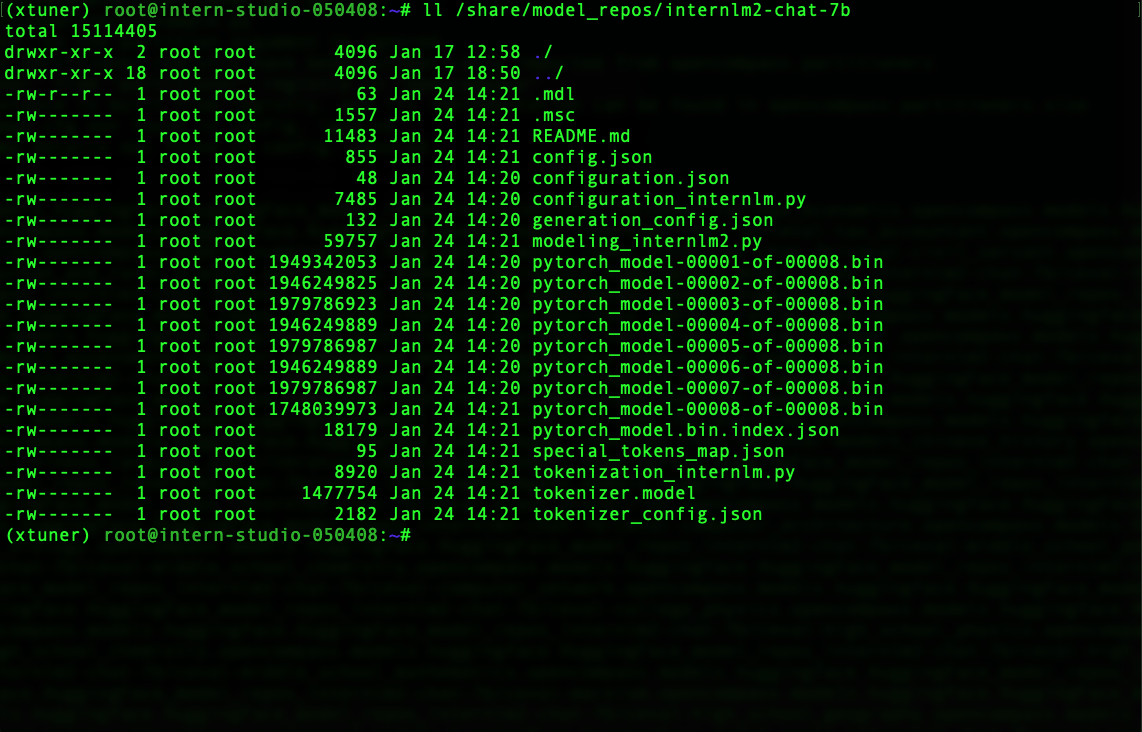 (xtuner) root@intern-studio-050408:~# ll /share/model_repos/internlm2-chat-7b
total 15114405
drwxr-xr-x  2 root root       4096 Jan 17 12:58 ./
drwxr-xr-x 18 root root       4096 Jan 17 18:50 ../
-rw-r--r--  1 root root         63 Jan 24 14:21 .mdl
-rw-------  1 root root       1557 Jan 24 14:21 .msc
-rw-------  1 root root      11483 Jan 24 14:21 README.md
-rw-------  1 root root        855 Jan 24 14:21 config.json
-rw-------  1 root root         48 Jan 24 14:20 configuration.json
-rw-------  1 root root       7485 Jan 24 14:20 configuration_internlm.py
-rw-------  1 root root        132 Jan 24 14:20 generation_config.json
-rw-------  1 root root      59757 Jan 24 14:21 modeling_internlm2.py
-rw-------  1 root root 1949342053 Jan 24 14:20 pytorch_model-00001-of-00008.bin
-rw-------  1 root root 1946249825 Jan 24 14:20 pytorch_model-00002-of-00008.bin
-rw-------  1 root root 1979786923 Jan 24 14:20 pytorch_model-00003-of-00008.bin
-rw-------  1 root root 1946249889 Jan 24 14:20 pytorch_model-00004-of-00008.bin
-rw-------  1 root root 1979786987 Jan 24 14:20 pytorch_model-00005-of-00008.bin
-rw-------  1 root root 1946249889 Jan 24 14:20 pytorch_model-00006-of-00008.bin
-rw-------  1 root root 1979786987 Jan 24 14:20 pytorch_model-00007-of-00008.bin
-rw-------  1 root root 1748039973 Jan 24 14:21 pytorch_model-00008-of-00008.bin
-rw-------  1 root root      18179 Jan 24 14:21 pytorch_model.bin.index.json
-rw-------  1 root root         95 Jan 24 14:21 special_tokens_map.json
-rw-------  1 root root       8920 Jan 24 14:21 tokenization_internlm.py
-rw-------  1 root root    1477754 Jan 24 14:21 tokenizer.model
-rw-------  1 root root       2182 Jan 24 14:21 tokenizer_config.json
(xtuner) root@intern-studio-050408:~#